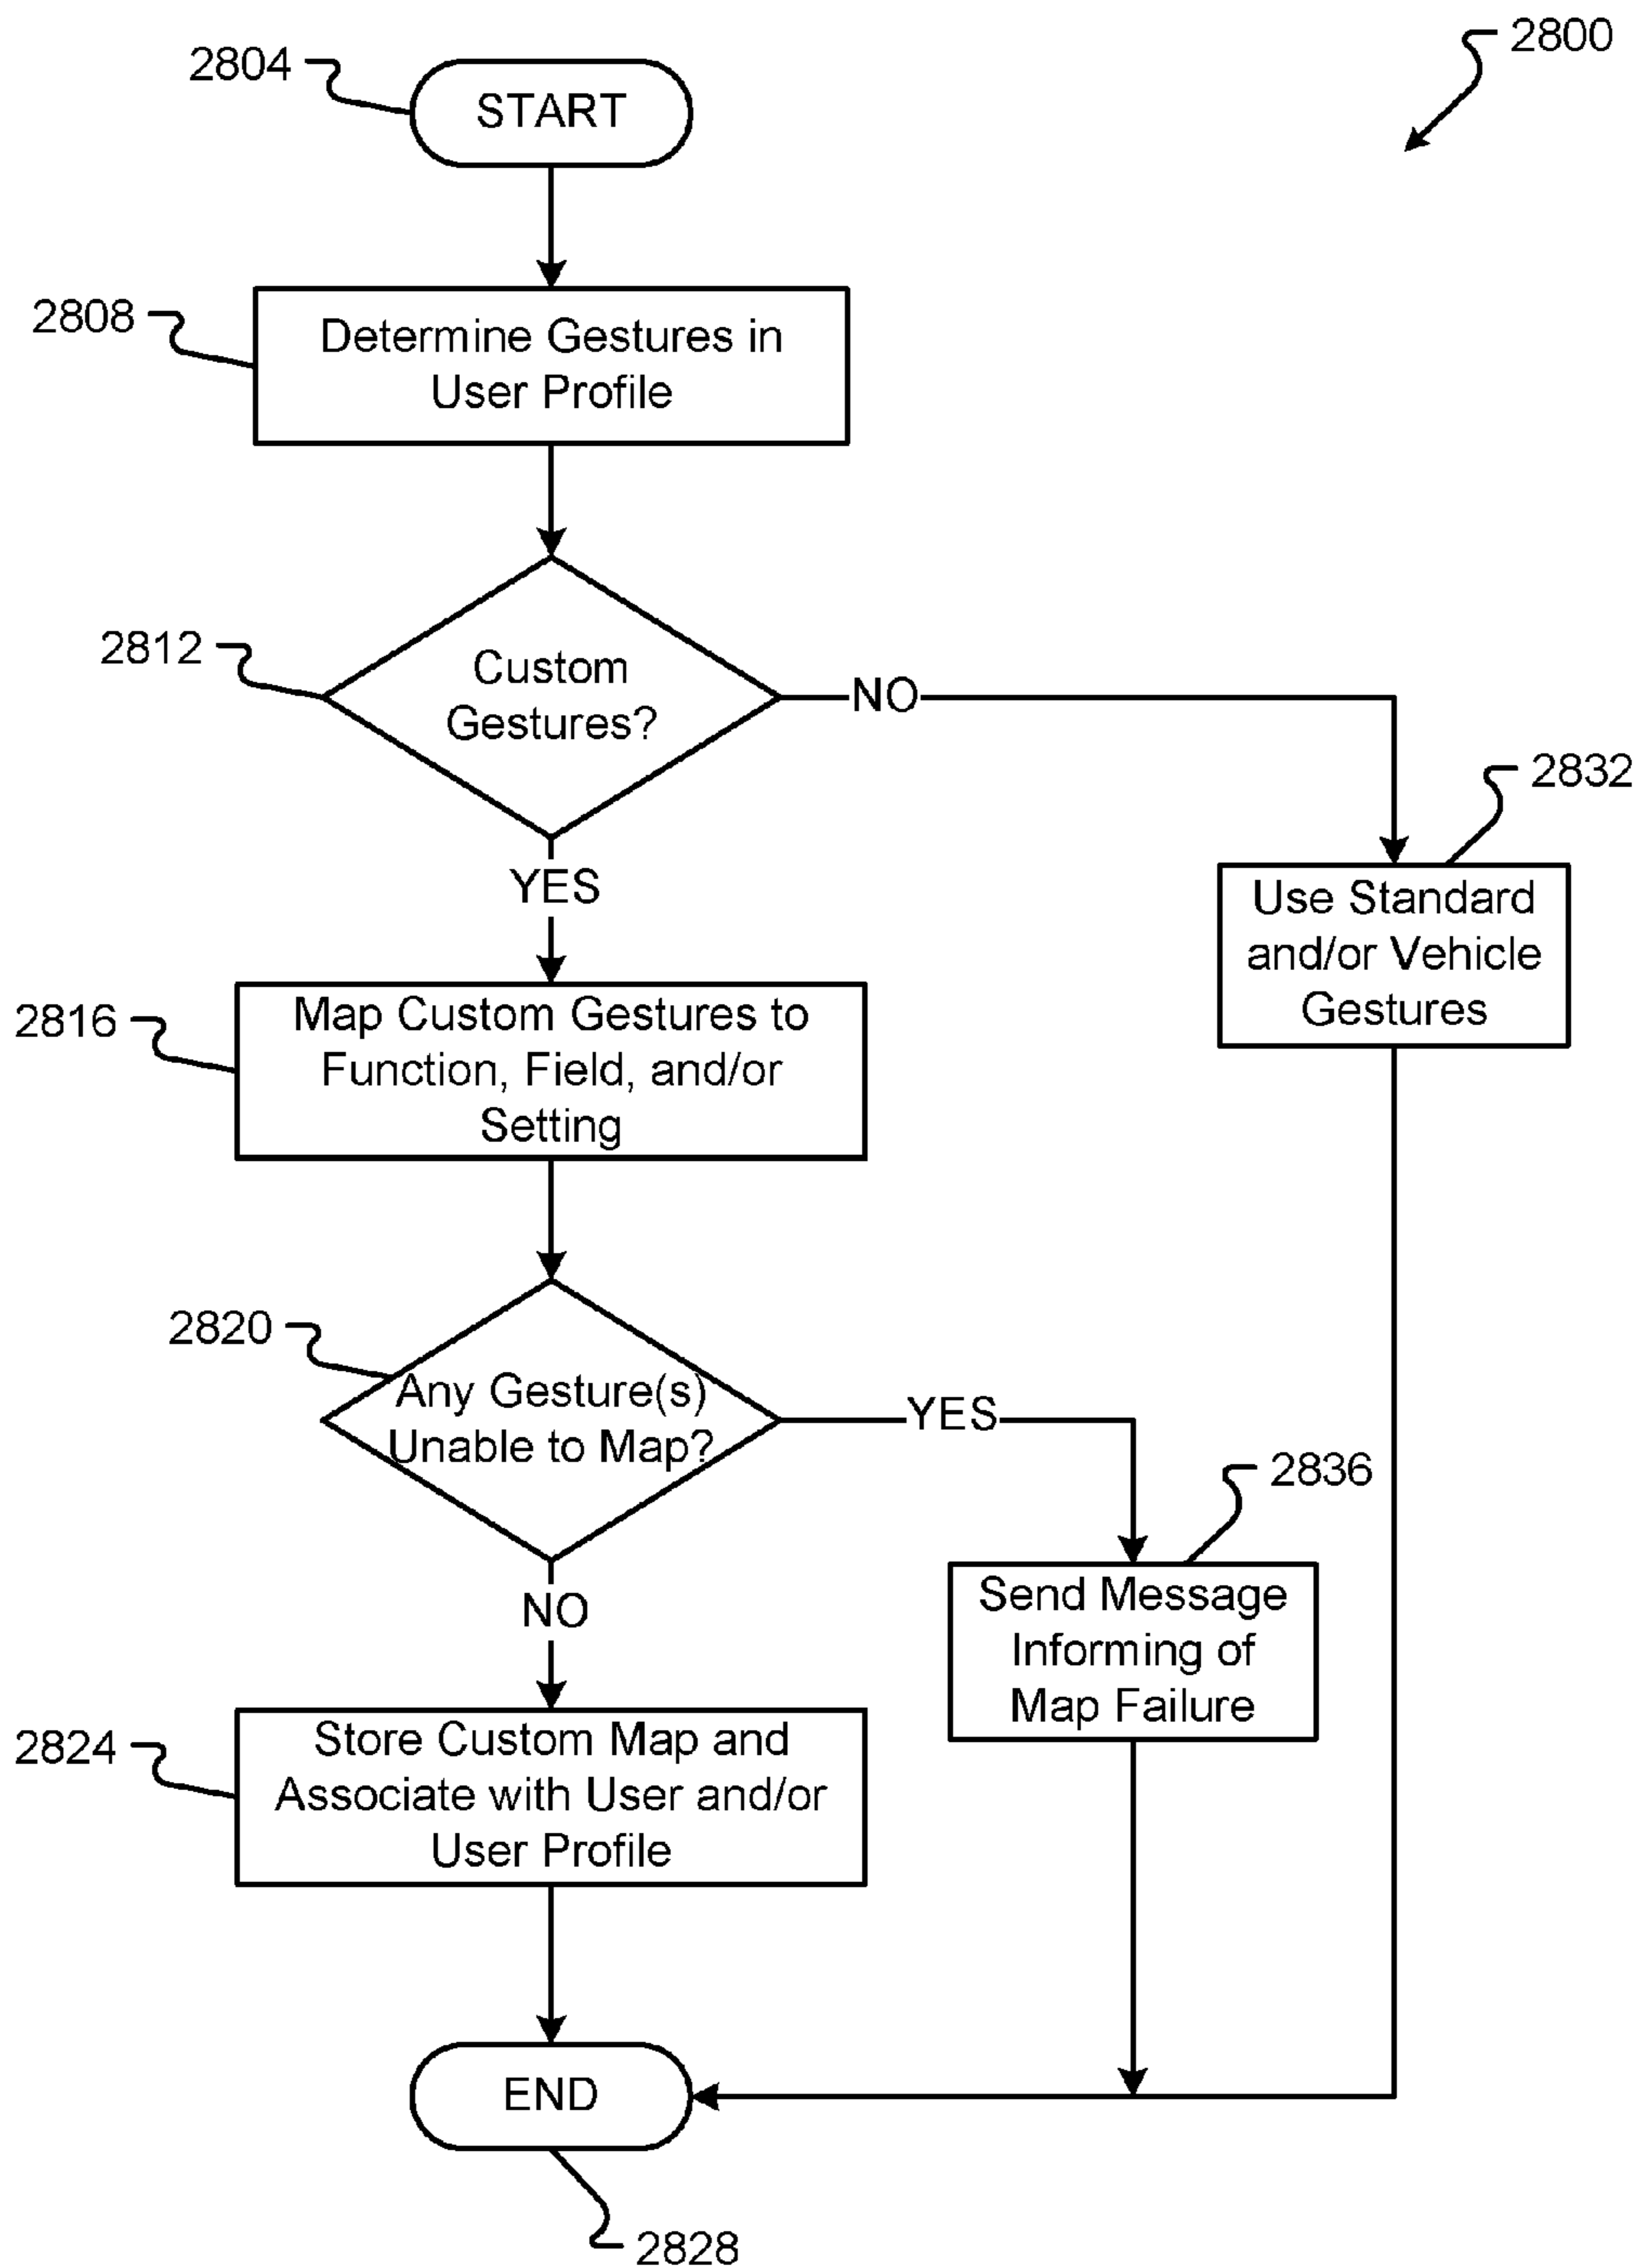 2800
2804
START
2808
Determine Gestures in
User Profile
2812
Custom
Gestures?
NO
2832
YES
Use Standard
and/or Vehicle
Gestures
2816
Map Custom Gestures to
Function, Field, and/or
Setting
2820
Any Gesture(s)
Unable to Map?
YES
2836
NO
Send Message
Informing of
Map Failure
2824
Store Custom Map and
Associate with User and/or
User Profile
END
2828